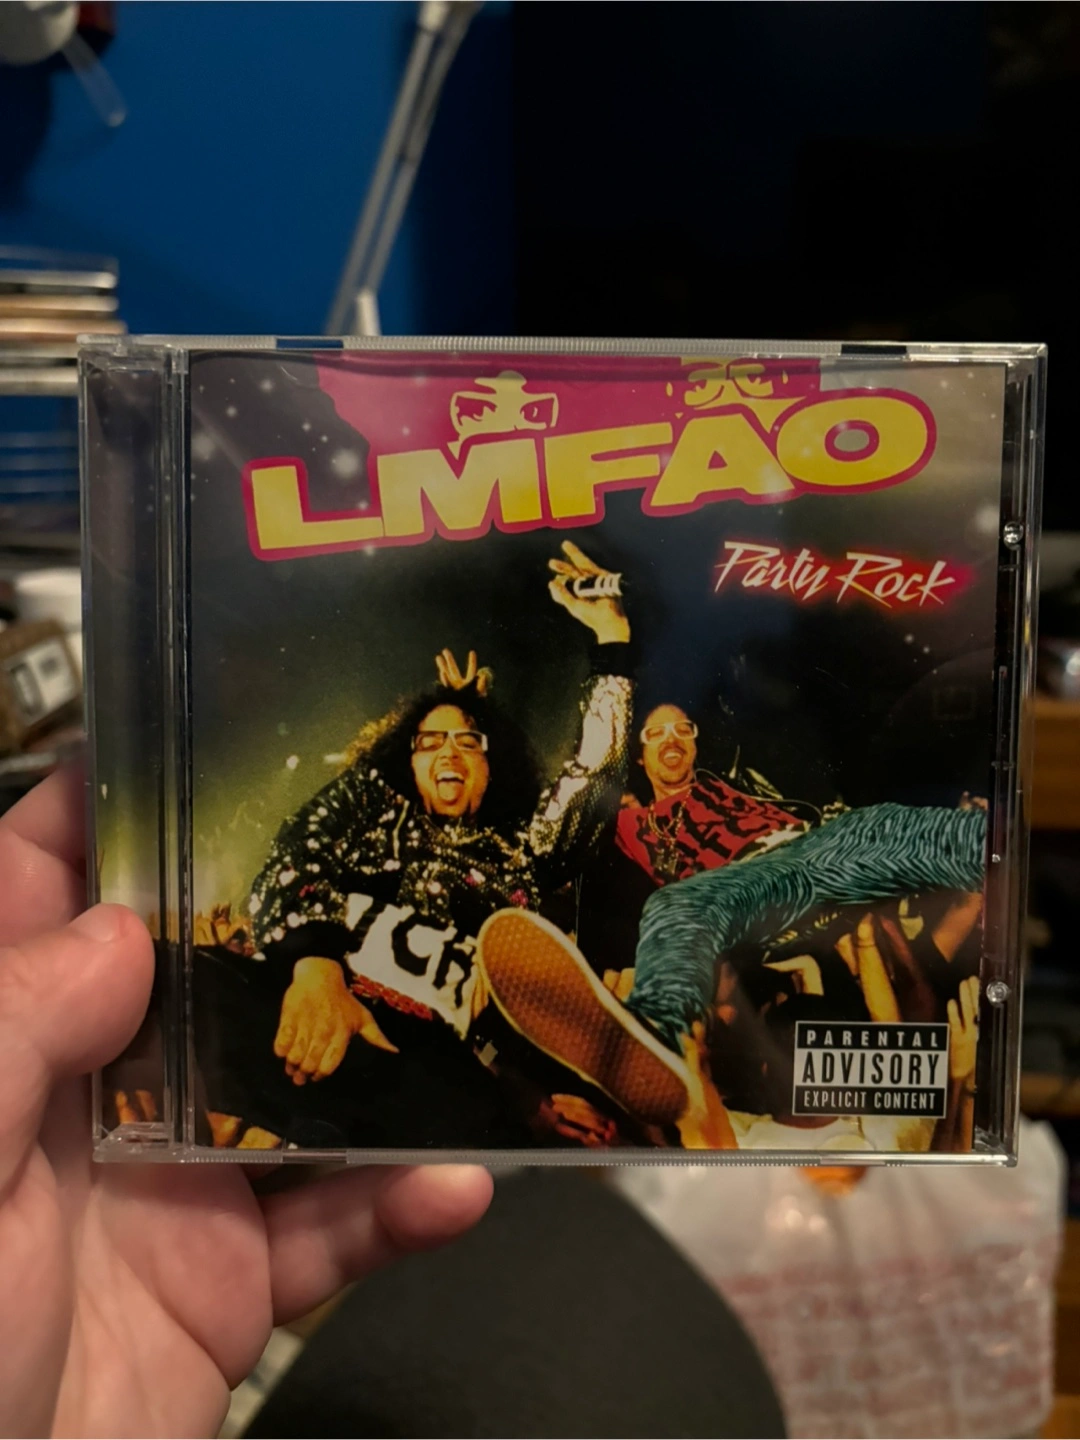 LMFAO
Party Rock
PARENTAL
ADVISORY
EXPLICIT CONTENT